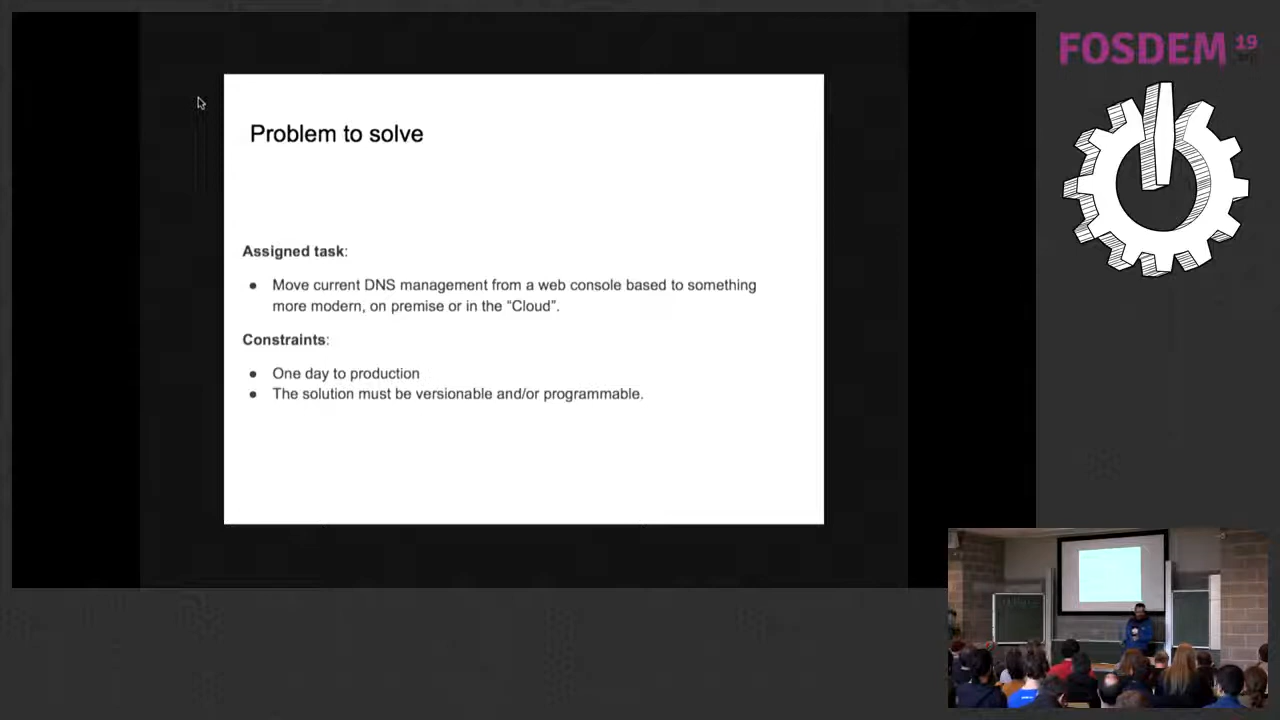 FOSDEM 19
Problem to solve
Assigned task:
● Move current DNS management from a web console based to something
more modern, on premise or in the “Cloud”.
Constraints:
● One day to production
● The solution must be versionable and/or programmable.